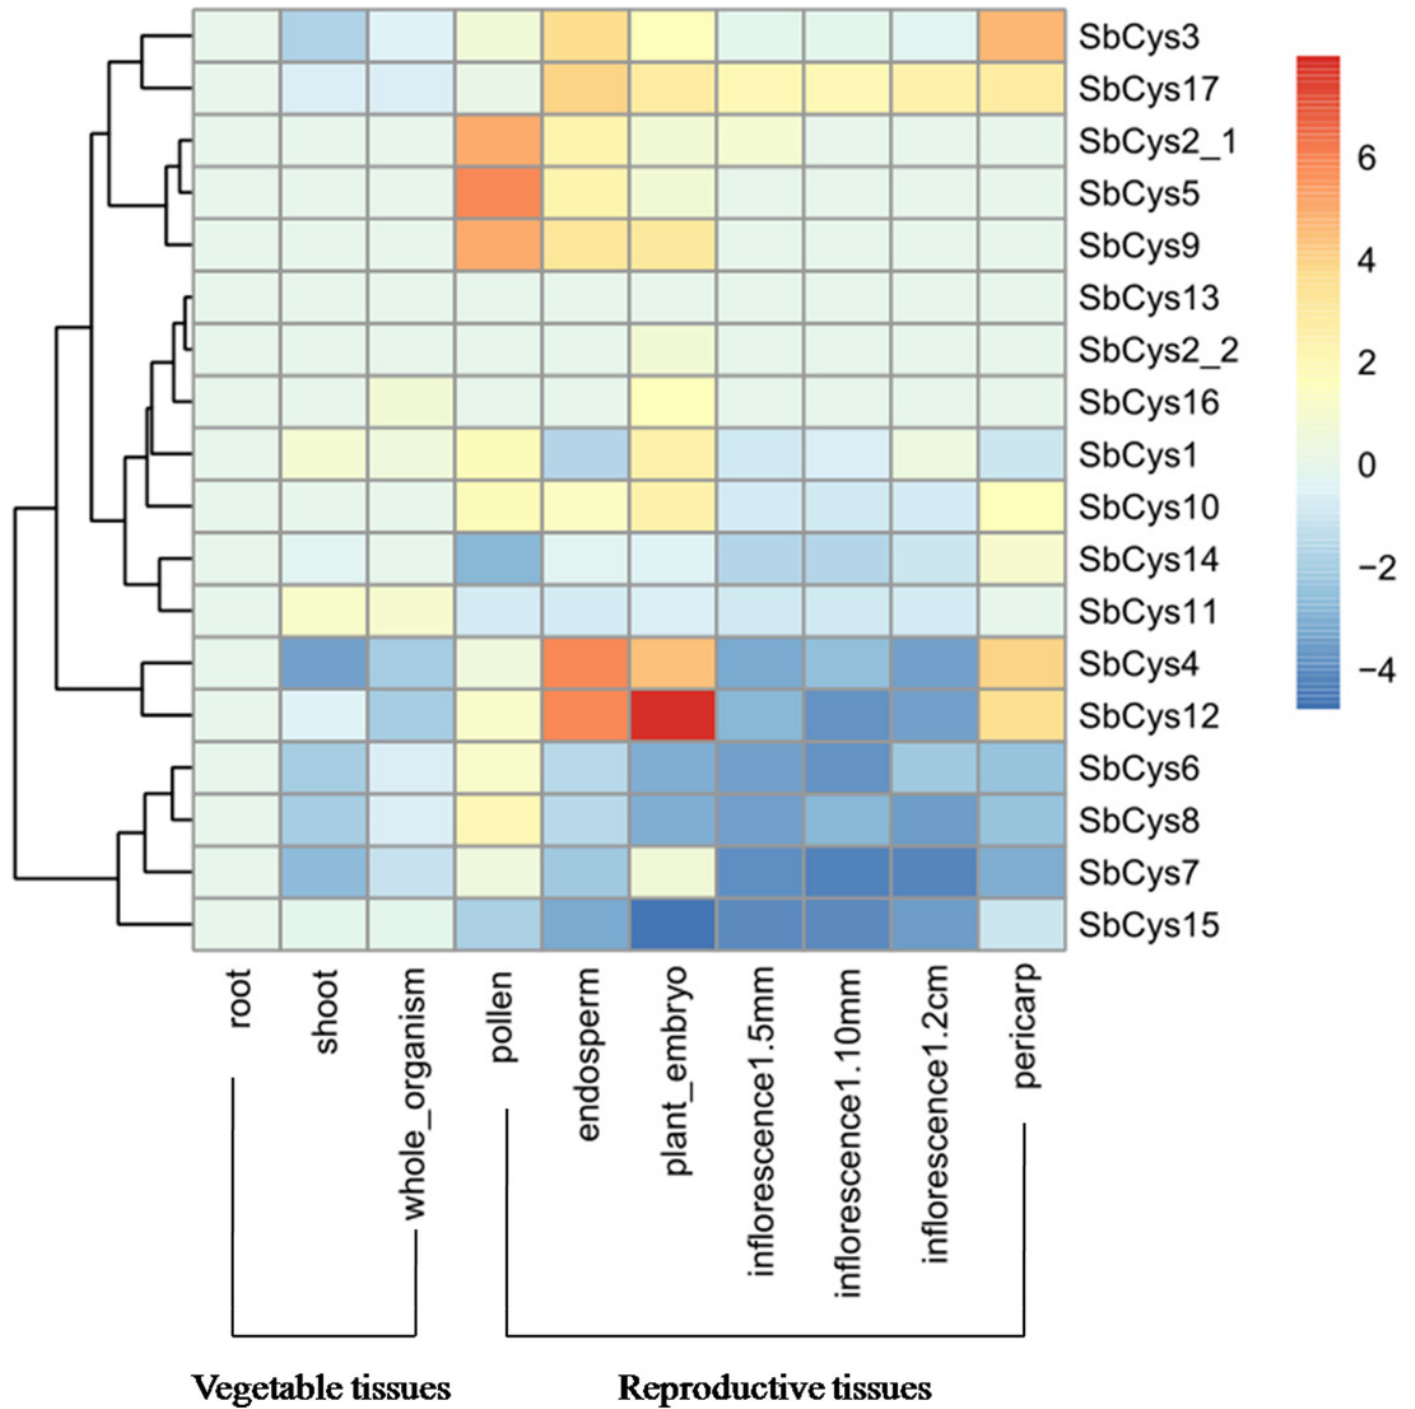 SbCys3
SbCys17
SbCys2_1
SbCys5
SbCys9
SbCys13
SbCys2_2
SbCys16
SbCys1
SbCys10
SbCys14
SbCys11
SbCys4
SbCys12
SbCys6
SbCys8
SbCys7
SbCys15
6
4
2
0
−2
−4
root
shoot
whole_organism
pollen
endosperm
plant_embryo
inflorescence1.5mm
inflorescence1.10mm
inflorescence1.2cm
pericarp
Vegetable tissues
Reproductive tissues